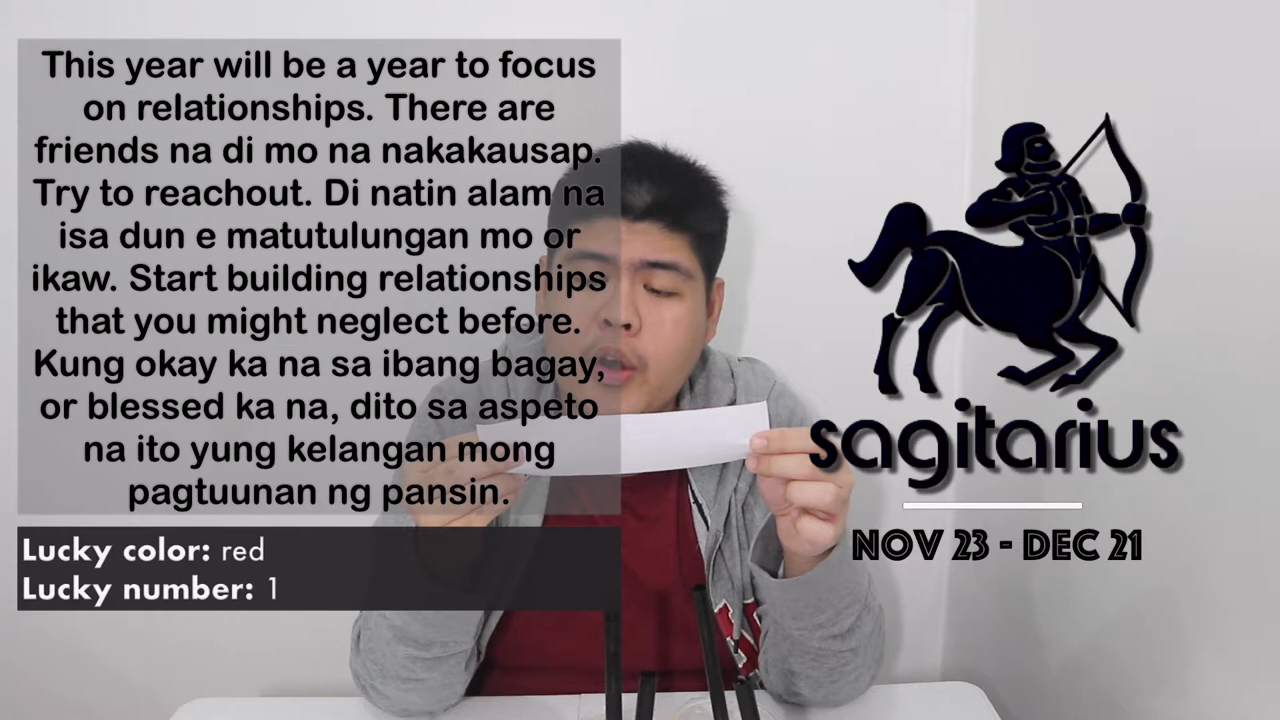 This year will be a year to focus
on relationships. There are
friends na di mo na nakakausap.
Try to reachout. Di natin alam na
isa dun e matutulungan mo or
ikaw. Start building relationships
that you might neglect before.
Kung okay ka na sa ibang bagay,
or blessed ka na, dito sa aspeto
na ito yung kelangan mong
pagtuunan ng pansin.
Lucky color: red
Lucky number: 1
sagitarius
NOV 23 - DEC 21